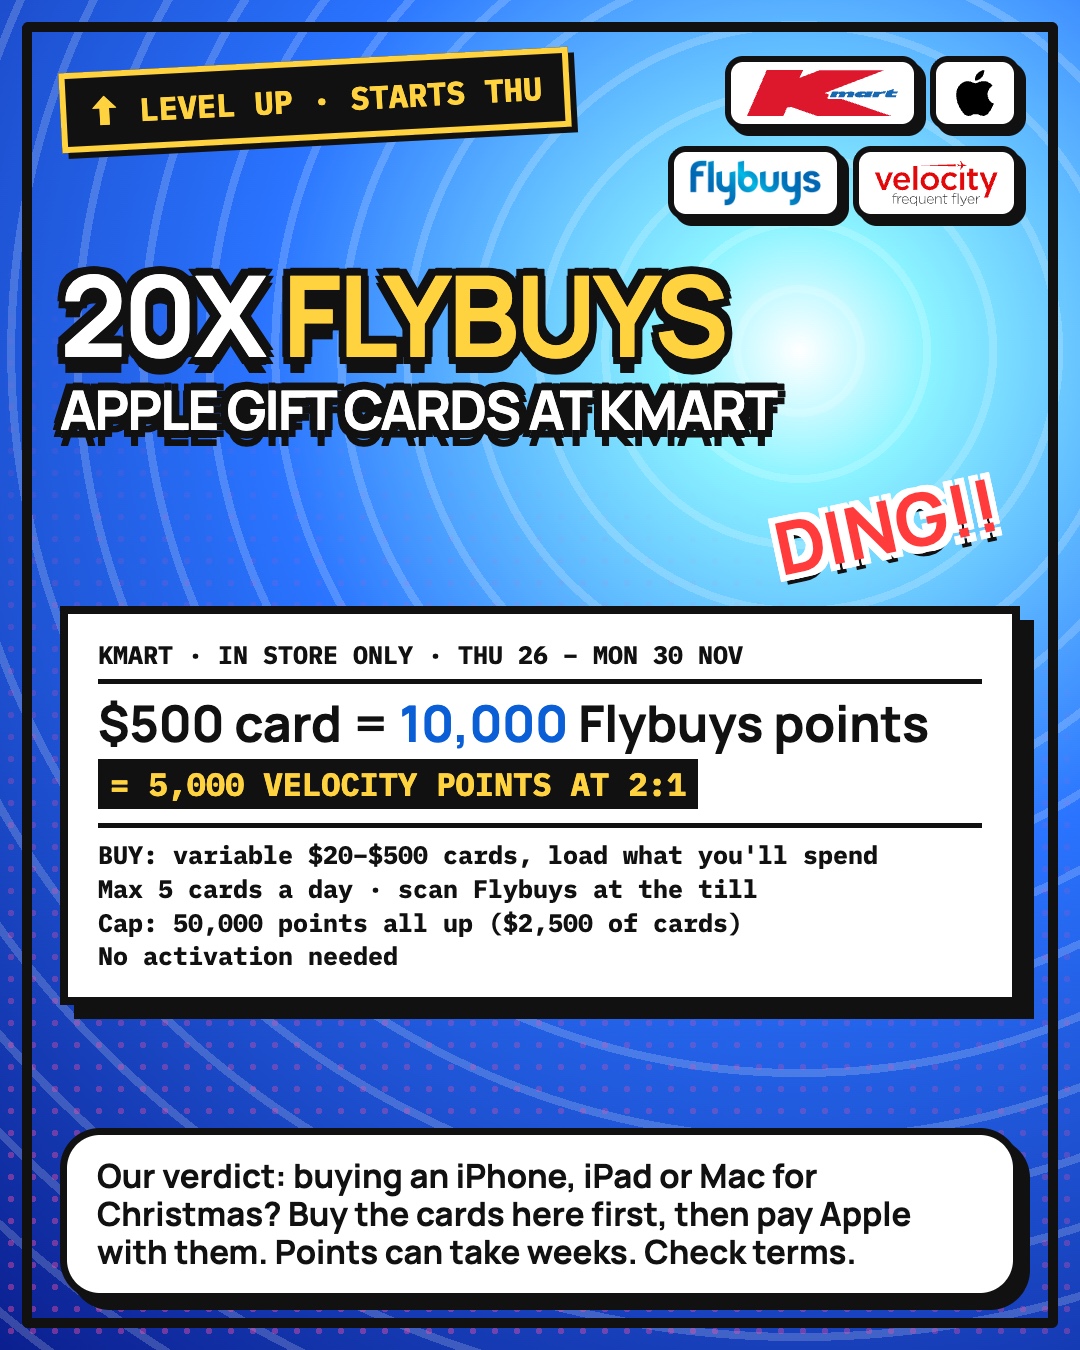 ⬆ LEVEL UP · STARTS THU
Kmart
flybuys
velocity
frequent flyer
20X FLYBUYS
APPLE GIFT CARDS AT KMART
DING!!
KMART · IN STORE ONLY · THU 26 – MON 30 NOV
$500 card = 10,000 Flybuys points
= 5,000 VELOCITY POINTS AT 2:1
BUY: variable $20–$500 cards, load what you'll spend
Max 5 cards a day · scan Flybuys at the till
Cap: 50,000 points all up ($2,500 of cards)
No activation needed
Our verdict: buying an iPhone, iPad or Mac for
Christmas? Buy the cards here first, then pay Apple
with them. Points can take weeks. Check terms.